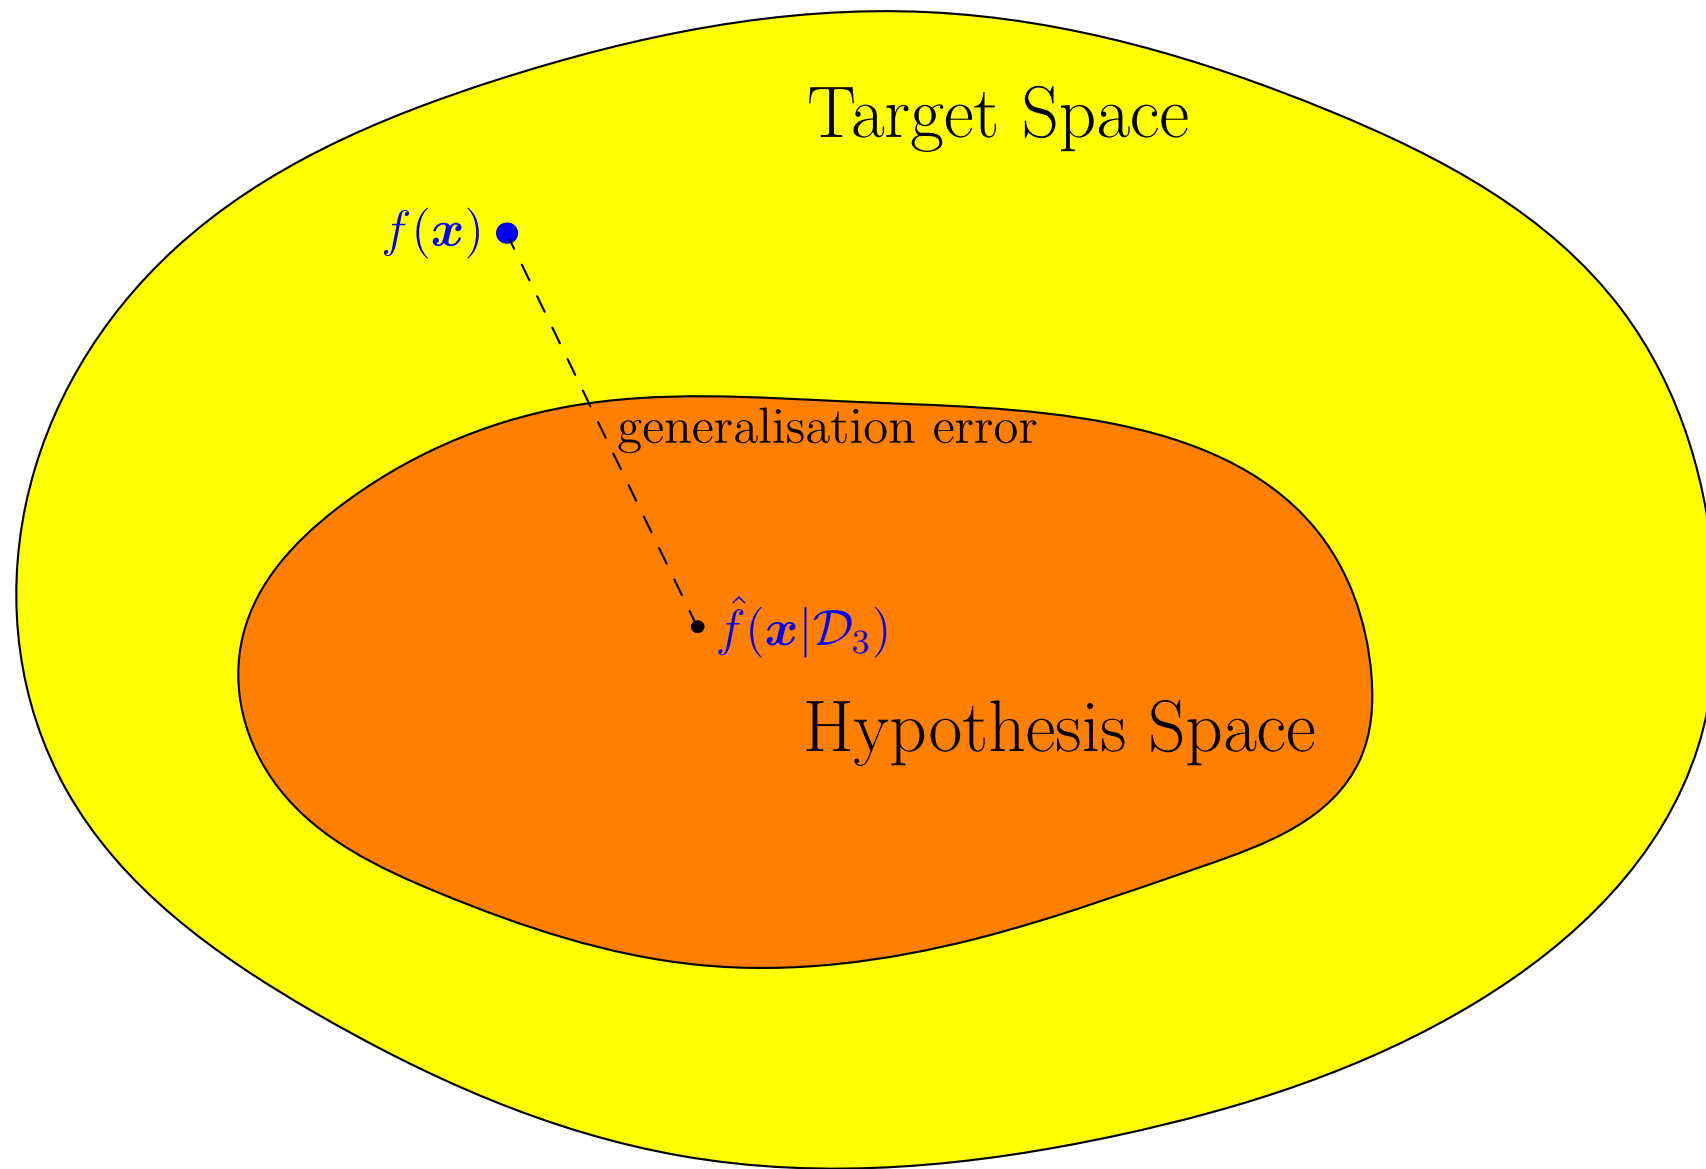 Target Space
f(x)
generalisation error
f̂(x|𝒟₃)
Hypothesis Space